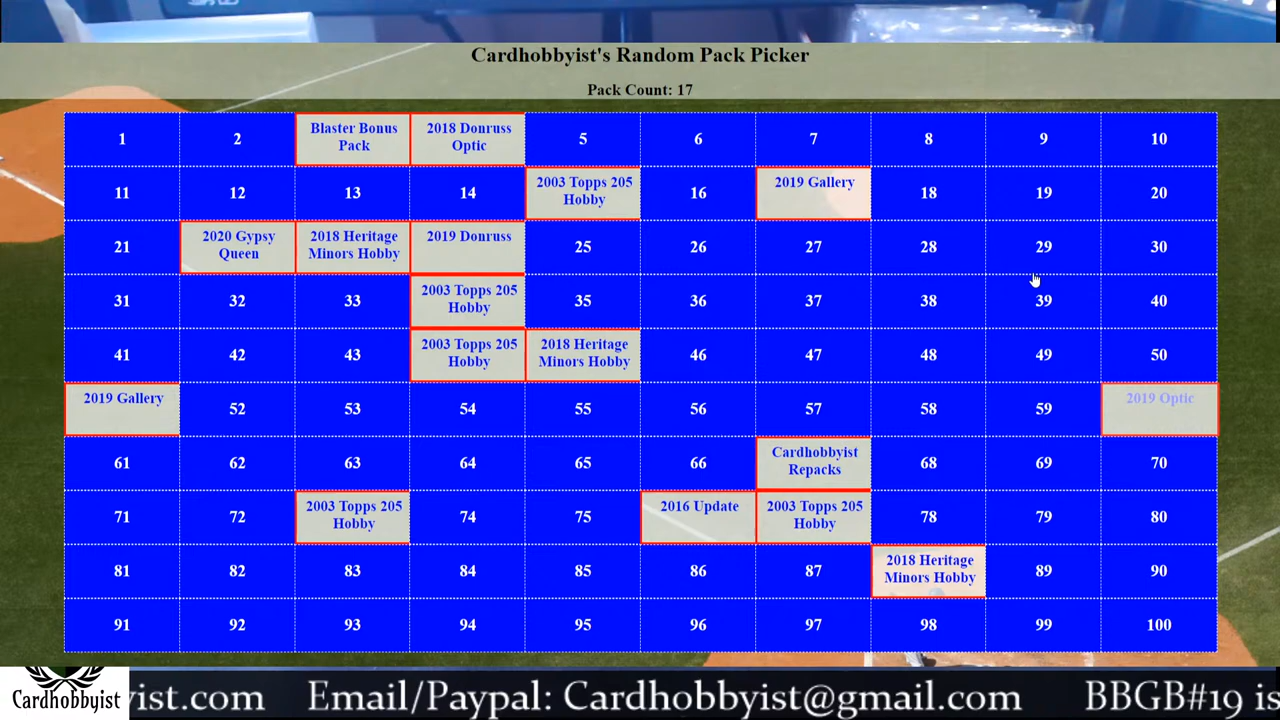 Cardhobbyist's Random Pack Picker
Pack Count: 17
1 2 Blaster Bonus Pack 2018 Donruss Optic 5 6 7 8 9 10
11 12 13 14 2003 Topps 205 Hobby 16 2019 Gallery 18 19 20
21 2020 Gypsy Queen 2018 Heritage Minors Hobby 2019 Donruss 25 26 27 28 29 30
31 32 33 2003 Topps 205 Hobby 35 36 37 38 39 40
41 42 43 2003 Topps 205 Hobby 2018 Heritage Minors Hobby 46 47 48 49 50
2019 Gallery 52 53 54 55 56 57 58 59 2019 Optic
61 62 63 64 65 66 Cardhobbyist Repacks 68 69 70
71 72 2003 Topps 205 Hobby 74 75 2016 Update 2003 Topps 205 Hobby 78 79 80
81 82 83 84 85 86 87 2018 Heritage Minors Hobby 89 90
91 92 93 94 95 96 97 98 99 100
Cardhobbyist
yist.com Email/Paypal: Cardhobbyist@gmail.com BBGB#19 is